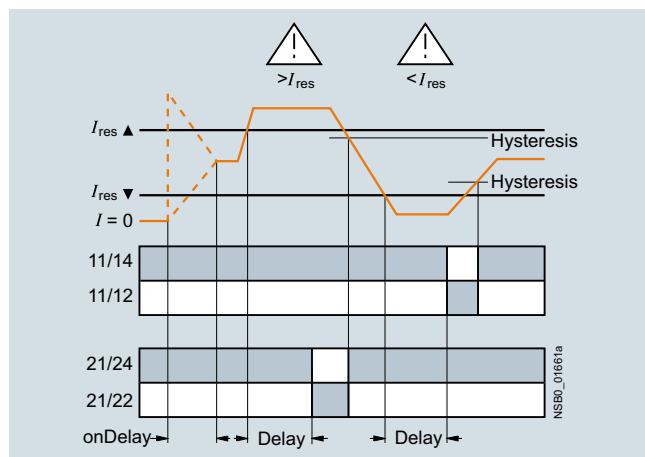 !
!
>Ires
<Ires
Ires ▲
Hysteresis
Hysteresis
Ires ▼
I = 0
11/14
11/12
21/24
21/22
NSB0_01661a
onDelay
Delay
Delay